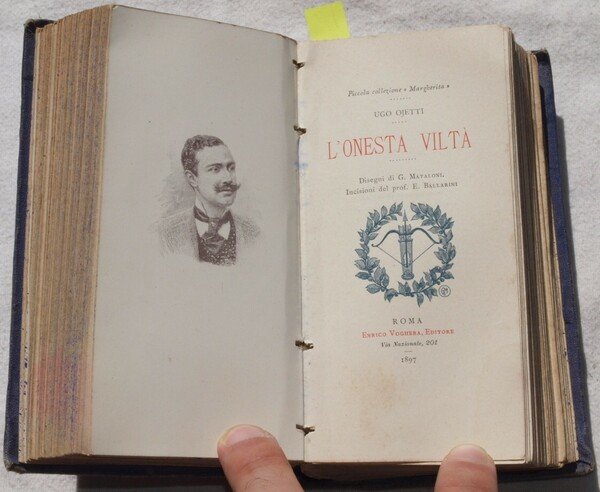 Piccola collezione « Margherita »
UGO OJETTI
L'ONESTA VILTÀ
Disegni di G. Mataloni.
Incisioni del prof. E. Ballarini
ROMA
Enrico Voghera, Editore
Via Nazionale, 201
1897